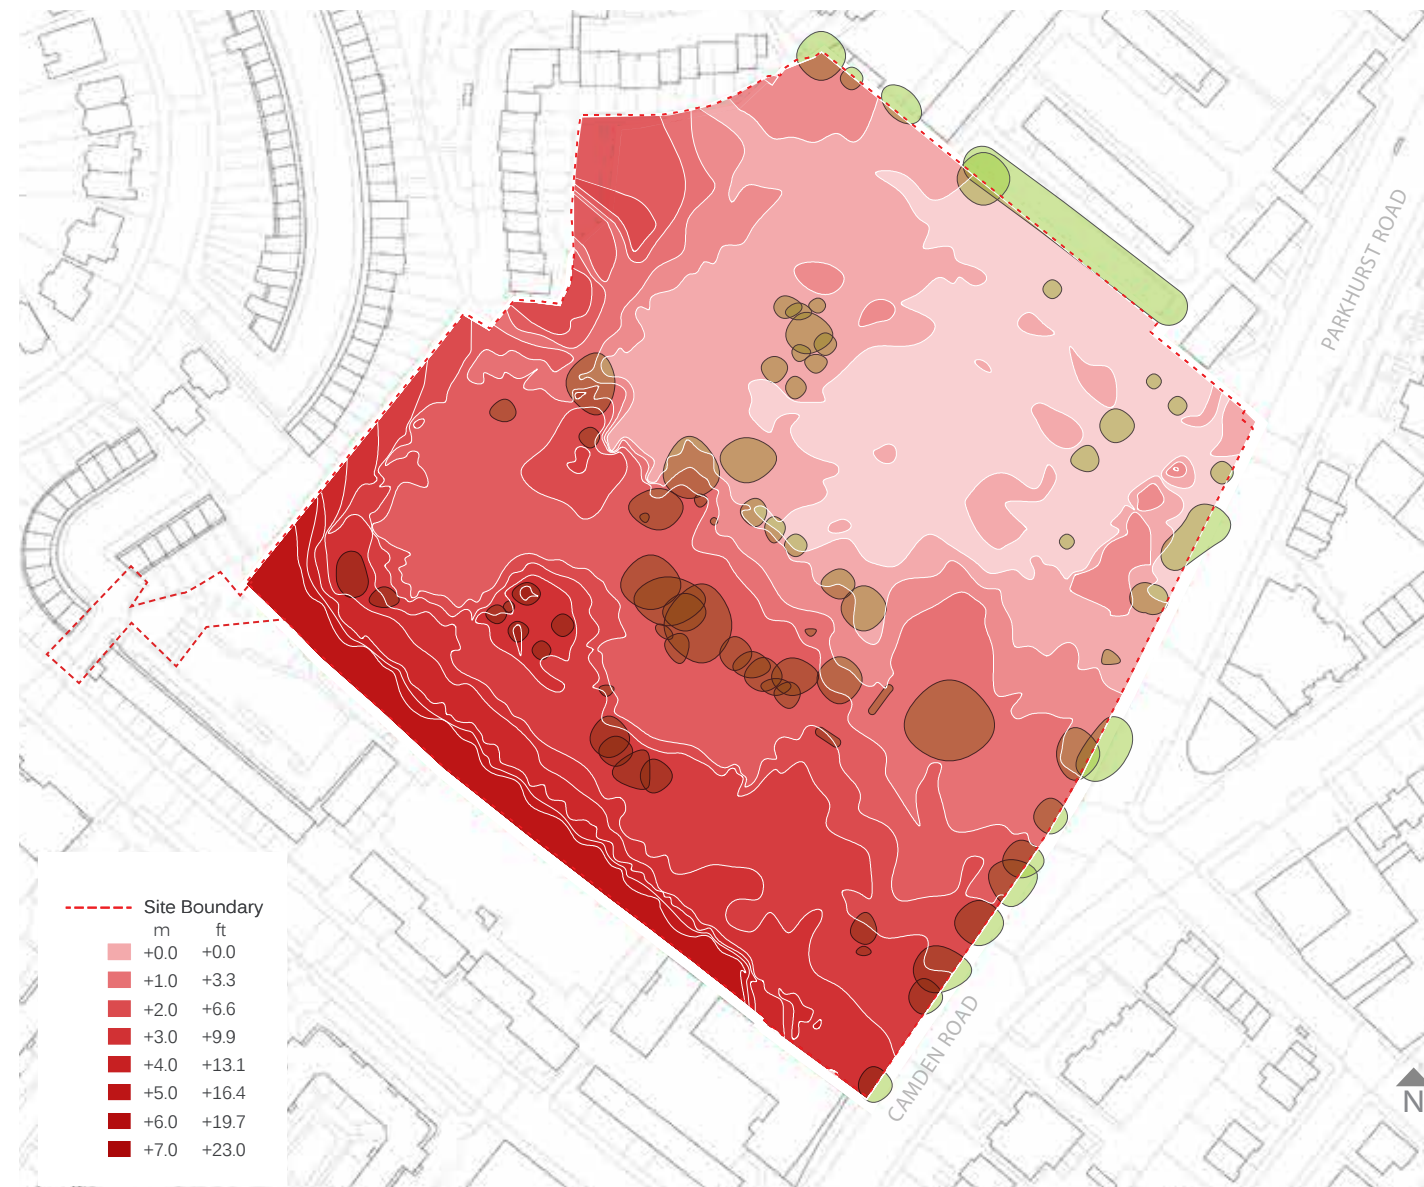 PARKHURST ROAD
Site Boundary
m ft
+0.0 +0.0
+1.0 +3.3
+2.0 +6.6
+3.0 +9.9
+4.0 +13.1
+5.0 +16.4
+6.0 +19.7
+7.0 +23.0
CAMDEN ROAD
N